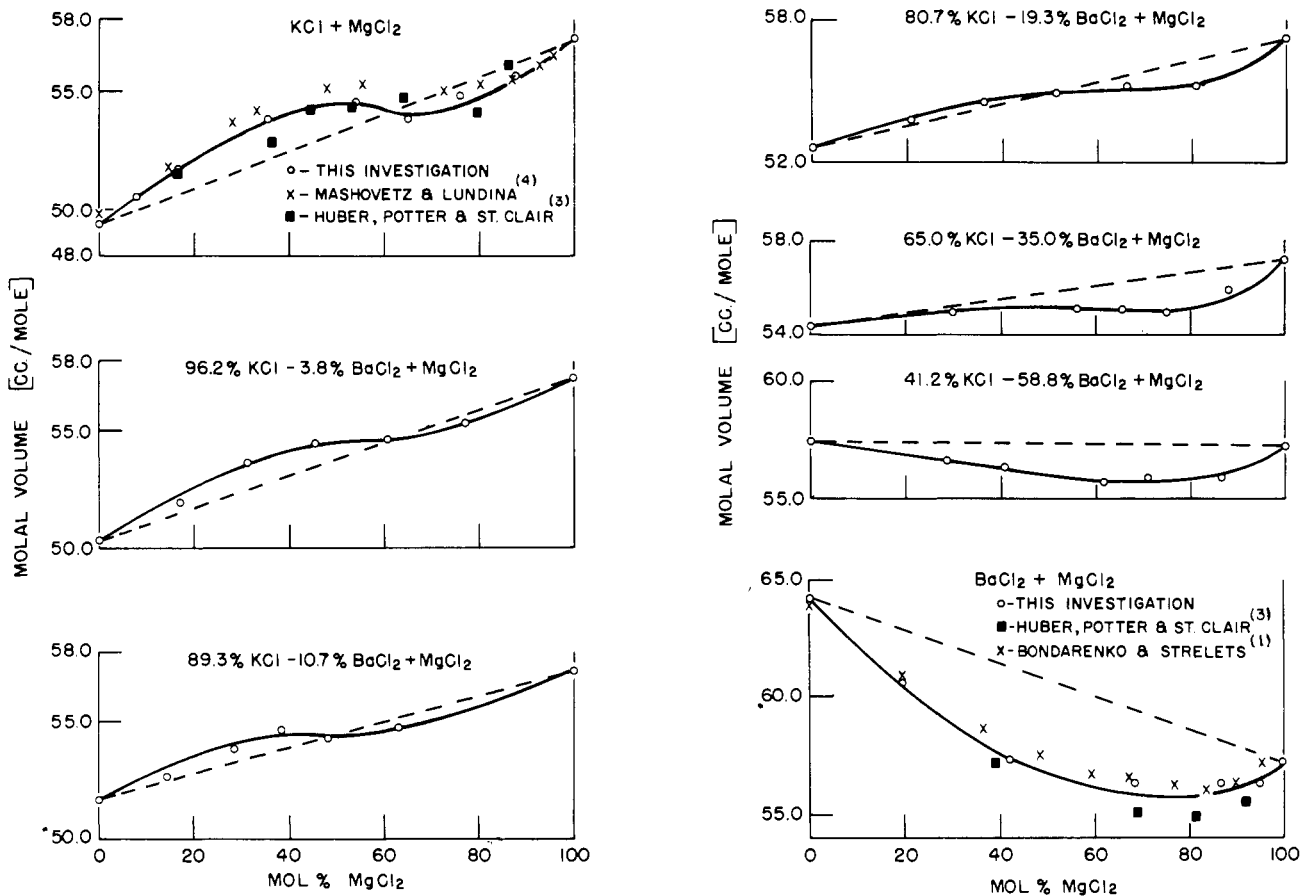 58.0
KCl + MgCl2
55.0
50.0
48.0
o – THIS INVESTIGATION
x – MASHOVETZ & LUNDINA (4)
■ – HUBER, POTTER & ST. CLAIR (3)
MOLAL VOLUME [CC./MOLE]
58.0
96.2% KCl – 3.8% BaCl2 + MgCl2
55.0
50.0
58.0
89.3% KCl – 10.7% BaCl2 + MgCl2
55.0
50.0
0 20 40 60 80 100
MOL % MgCl2
58.0
80.7% KCl – 19.3% BaCl2 + MgCl2
52.0
MOLAL VOLUME [CC./MOLE]
58.0
65.0% KCl – 35.0% BaCl2 + MgCl2
54.0
60.0
41.2% KCl – 58.8% BaCl2 + MgCl2
55.0
65.0
BaCl2 + MgCl2
o – THIS INVESTIGATION
■ – HUBER, POTTER & ST. CLAIR (3)
x – BONDARENKO & STRELETS (1)
60.0
55.0
0 20 40 60 80 100
MOL % MgCl2